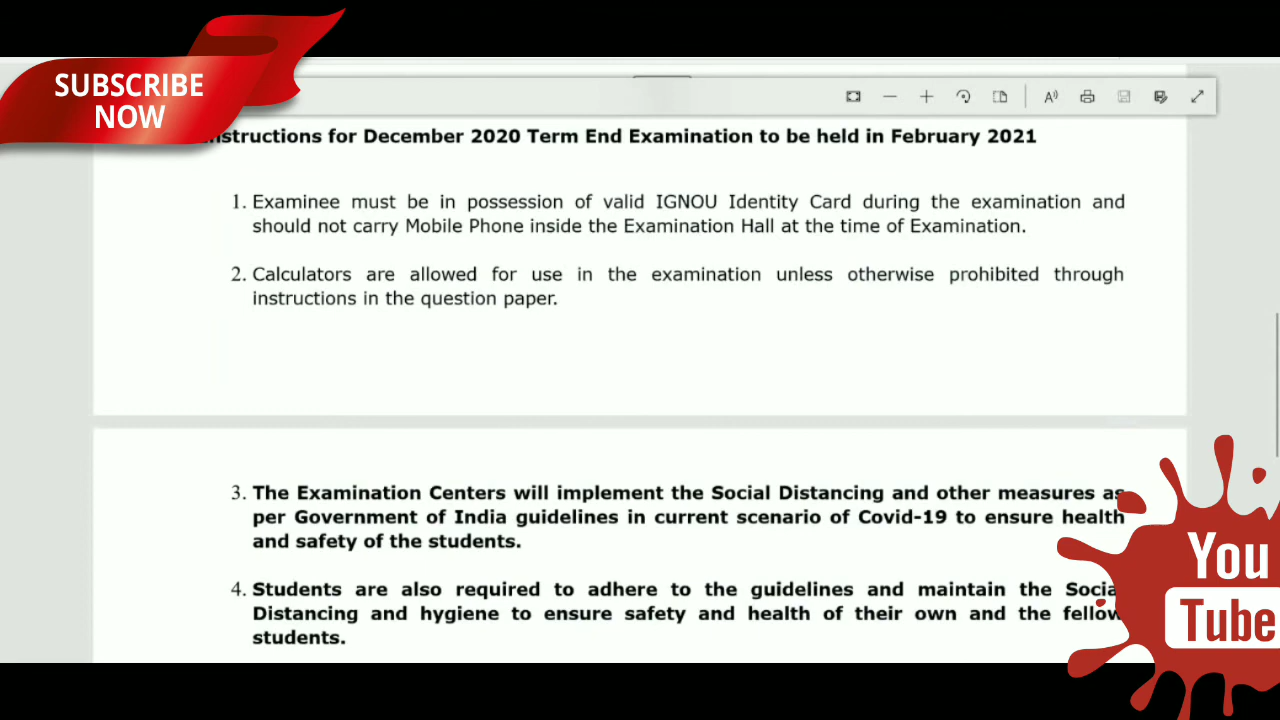 SUBSCRIBE
NOW
Instructions for December 2020 Term End Examination to be held in February 2021
1. Examinee must be in possession of valid IGNOU Identity Card during the examination and
should not carry Mobile Phone inside the Examination Hall at the time of Examination.
2. Calculators are allowed for use in the examination unless otherwise prohibited through
instructions in the question paper.
3. The Examination Centers will implement the Social Distancing and other measures as
per Government of India guidelines in current scenario of Covid-19 to ensure health
and safety of the students.
4. Students are also required to adhere to the guidelines and maintain the Social
Distancing and hygiene to ensure safety and health of their own and the fellow
students.
You
Tube